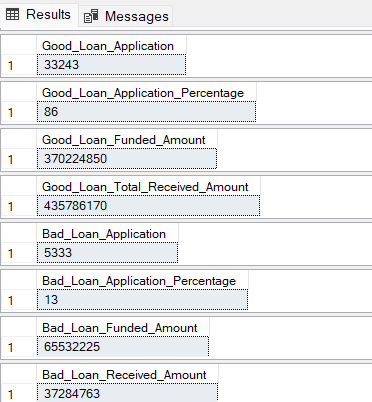 Results Messages
Good_Loan_Application
1 33243
Good_Loan_Application_Percentage
1 86
Good_Loan_Funded_Amount
1 370224850
Good_Loan_Total_Received_Amount
1 435786170
Bad_Loan_Application
1 5333
Bad_Loan_Application_Percentage
1 13
Bad_Loan_Funded_Amount
1 65532225
Bad_Loan_Received_Amount
1 37284763